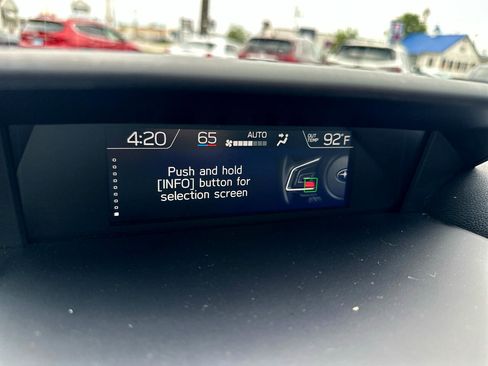 4:20 65 AUTO OUT TEMP 92°F
Push and hold
[INFO] button for
selection screen